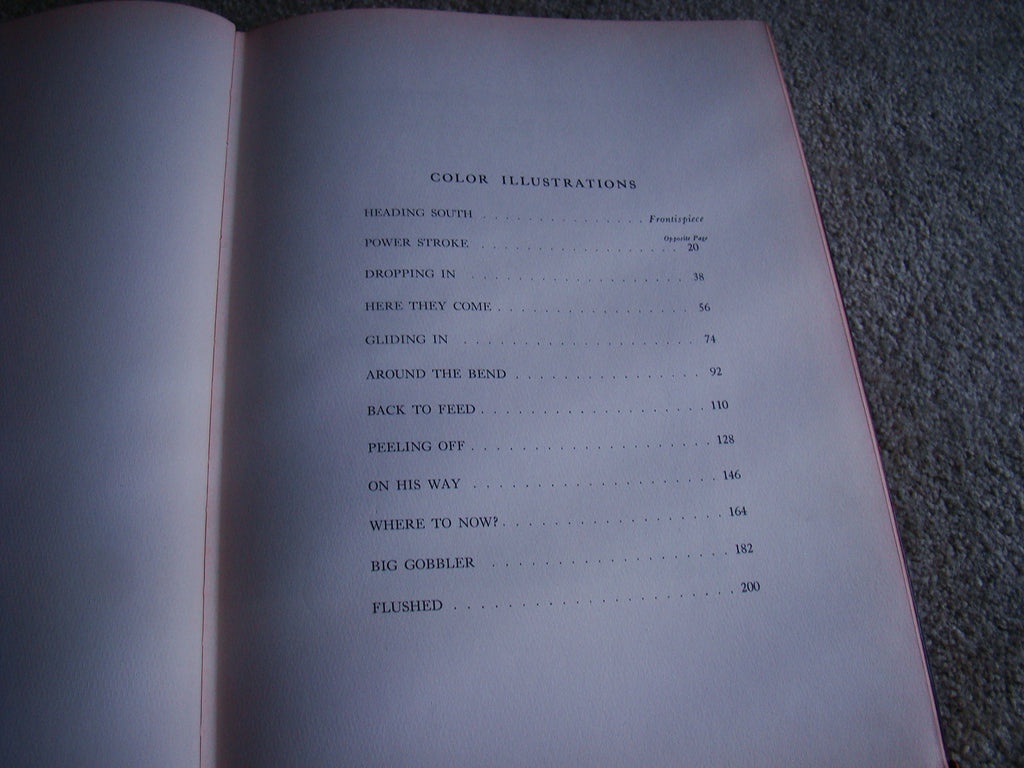 COLOR ILLUSTRATIONS
HEADING SOUTH . . . . . . . . . . . . . . . Frontispiece
Opposite Page
POWER STROKE . . . . . . . . . . . . . . . . . . 20
DROPPING IN . . . . . . . . . . . . . . . . . . 38
HERE THEY COME . . . . . . . . . . . . . . . . . 56
GLIDING IN . . . . . . . . . . . . . . . . . . . 74
AROUND THE BEND . . . . . . . . . . . . . . . . 92
BACK TO FEED . . . . . . . . . . . . . . . . . . . 110
PEELING OFF . . . . . . . . . . . . . . . . . . . 128
ON HIS WAY . . . . . . . . . . . . . . . . . . . 146
WHERE TO NOW? . . . . . . . . . . . . . . . . . 164
BIG GOBBLER . . . . . . . . . . . . . . . . . . 182
FLUSHED . . . . . . . . . . . . . . . . . . . . . 200